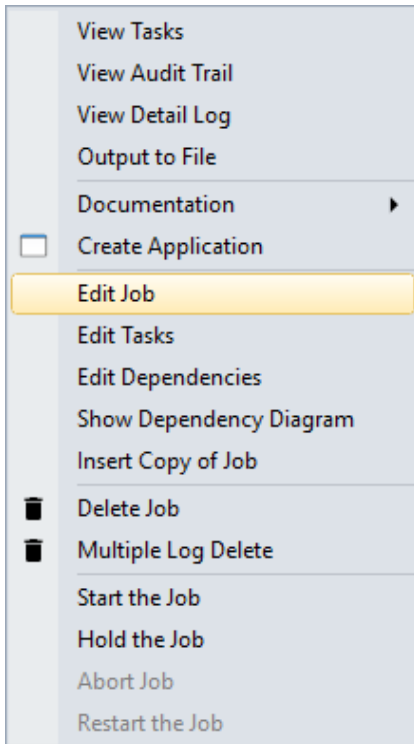 View Tasks
View Audit Trail
View Detail Log
Output to File
Documentation
Create Application
Edit Job
Edit Tasks
Edit Dependencies
Show Dependency Diagram
Insert Copy of Job
Delete Job
Multiple Log Delete
Start the Job
Hold the Job
Abort Job
Restart the Job